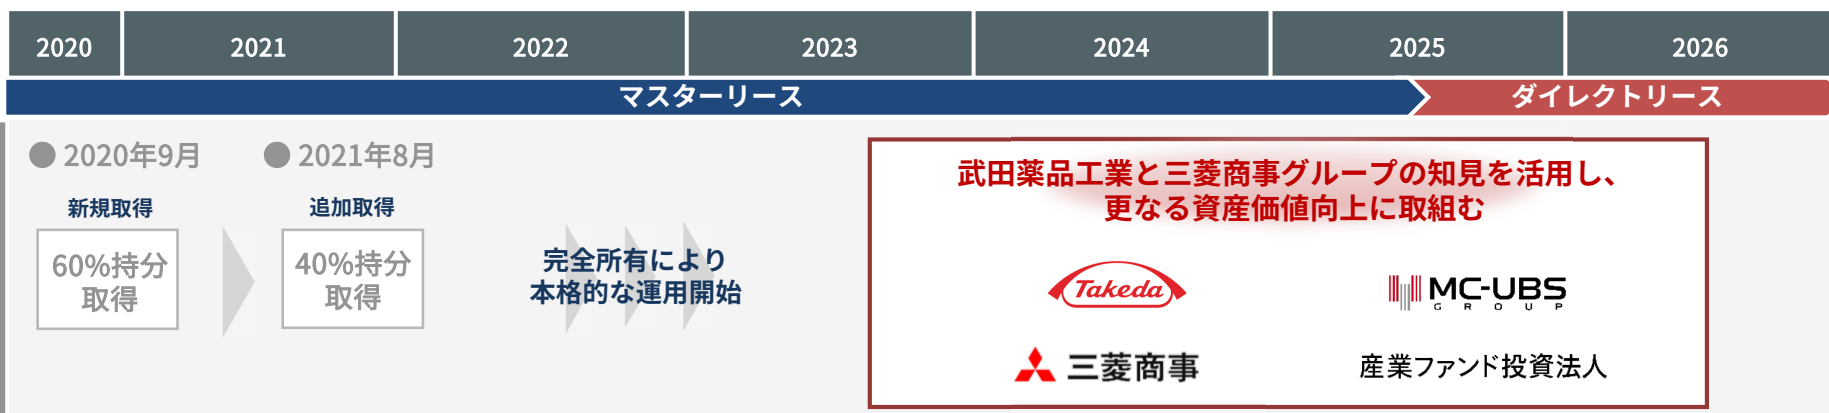 2020 2021 2022 2023 2024 2025 2026
マスターリース ダイレクトリース
2020年9月
新規取得
60%持分
取得
2021年8月
追加取得
40%持分
取得
完全所有により
本格的な運用開始
武田薬品工業と三菱商事グループの知見を活用し、
更なる資産価値向上に取組む
Takeda
MC-UBS
GROUP
三菱商事
産業ファンド投資法人